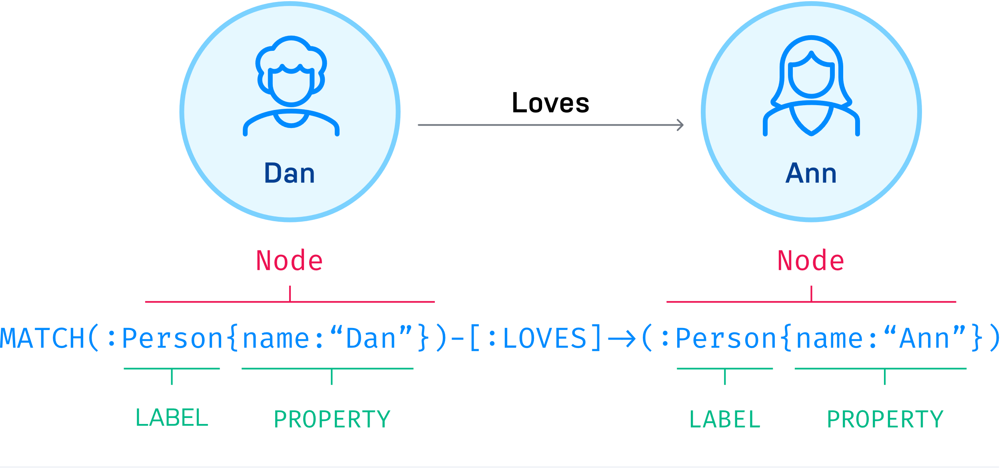 Loves
Dan
Ann
Node
Node
MATCH(:Person{name:“Dan”})–[:LOVES]→(:Person{name:“Ann”})
LABEL
PROPERTY
LABEL
PROPERTY